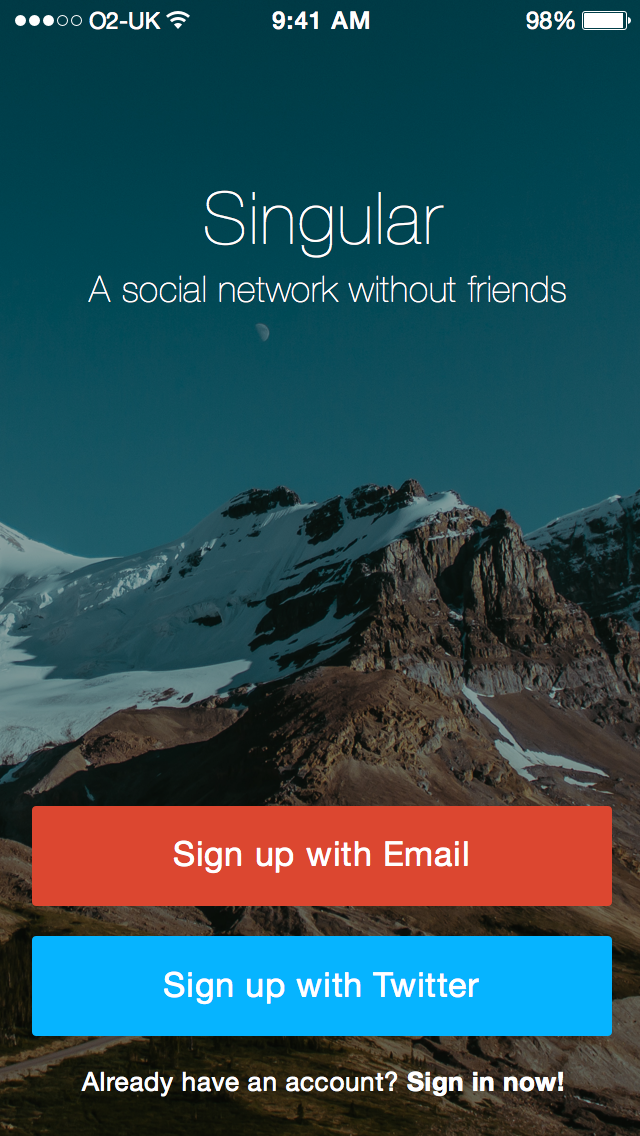 O2-UK 9:41 AM 98%
Singular
A social network without friends
Sign up with Email
Sign up with Twitter
Already have an account? Sign in now!